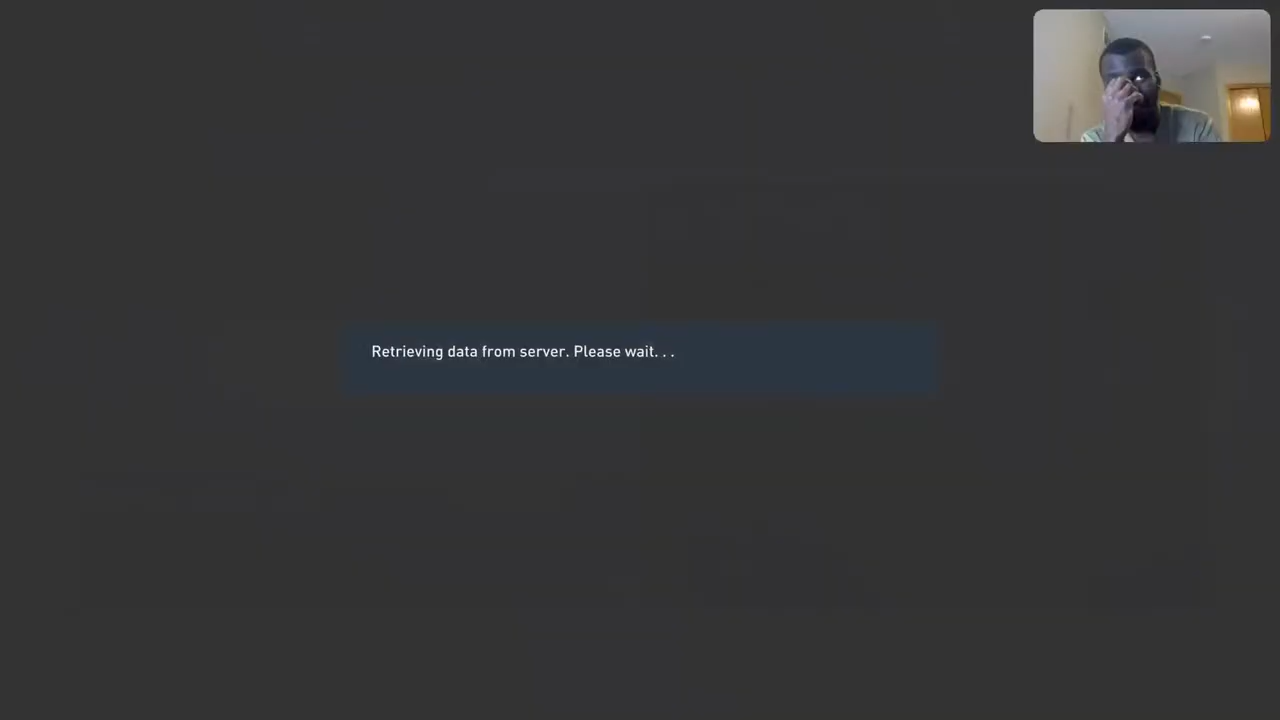 Retrieving data from server. Please wait. . .